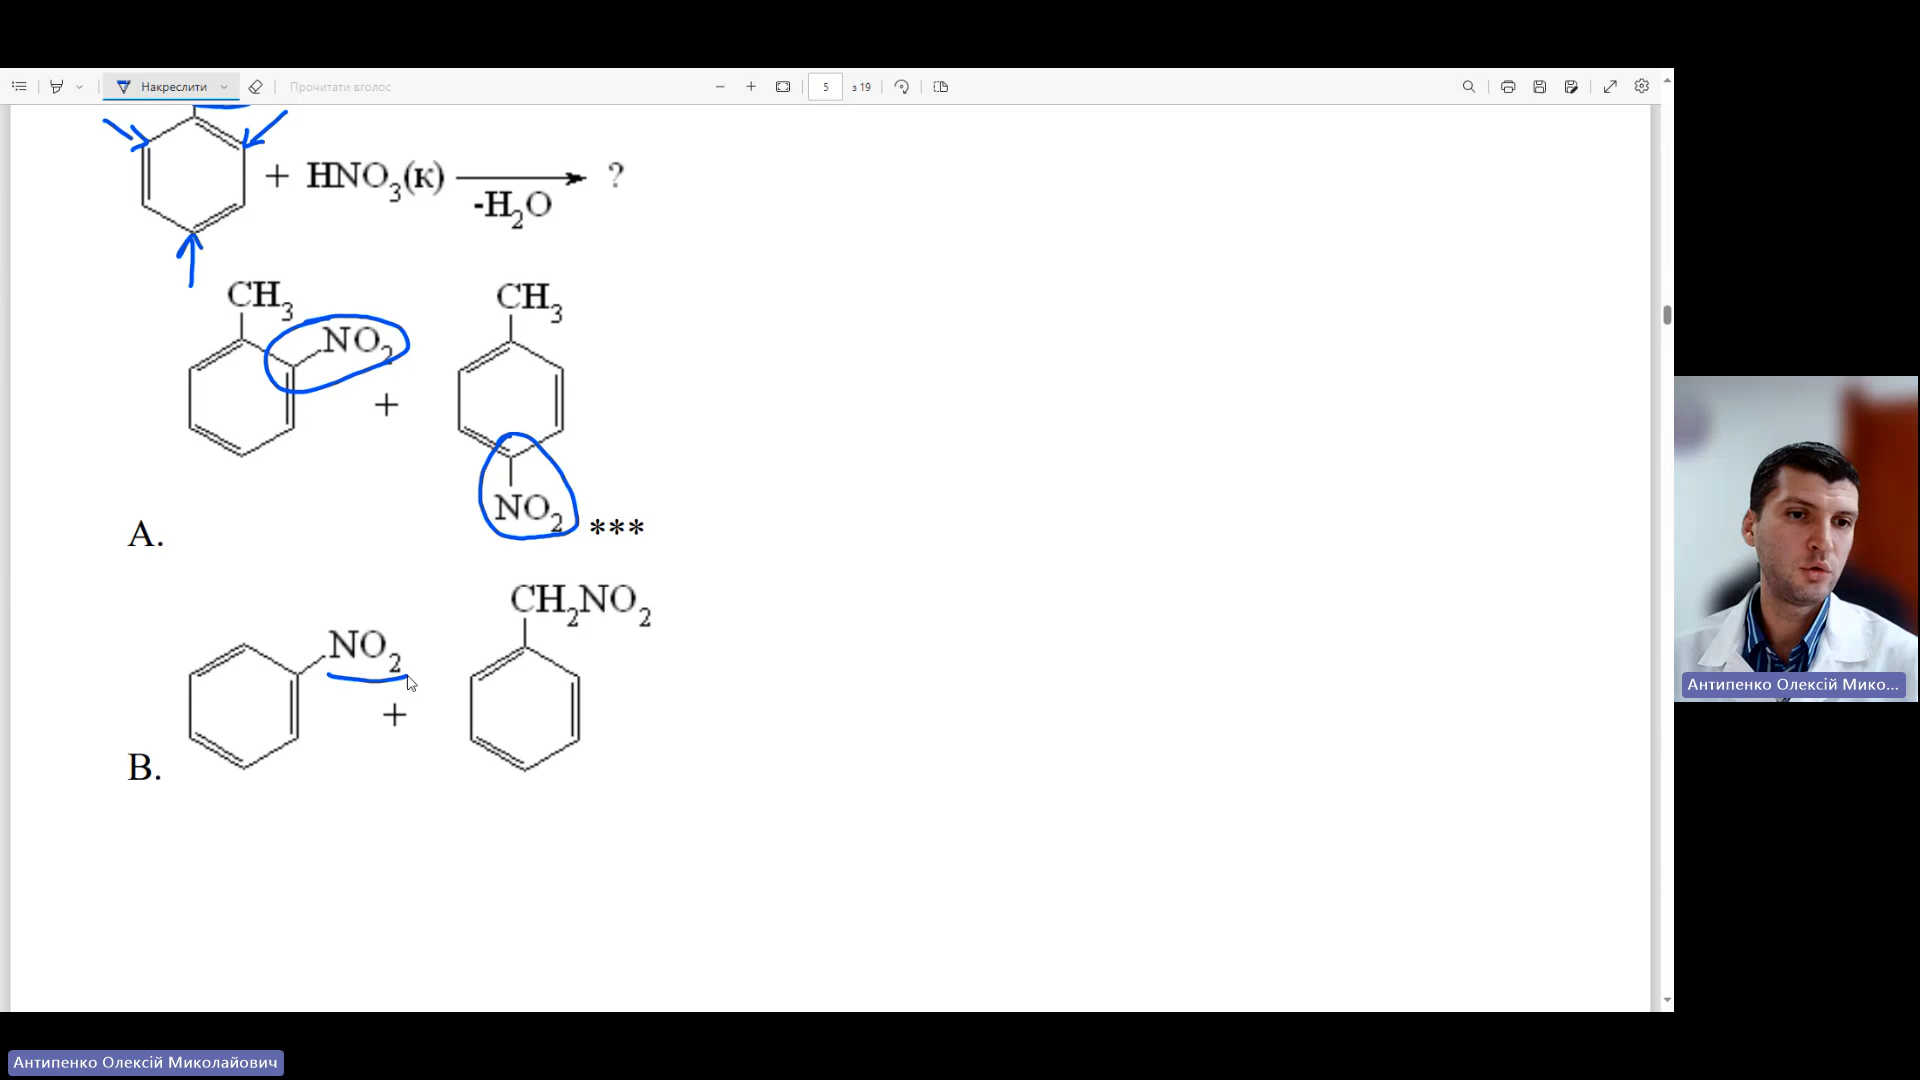 Накреслити
Прочитати вголос
5 з 19
+ HNO3(к) ?
-H2O
CH3 CH3
NO2
+
NO2 ***
A.
CH2NO2
NO2
+
B.
Антипенко Олексій Мико...
Антипенко Олексій Миколайович